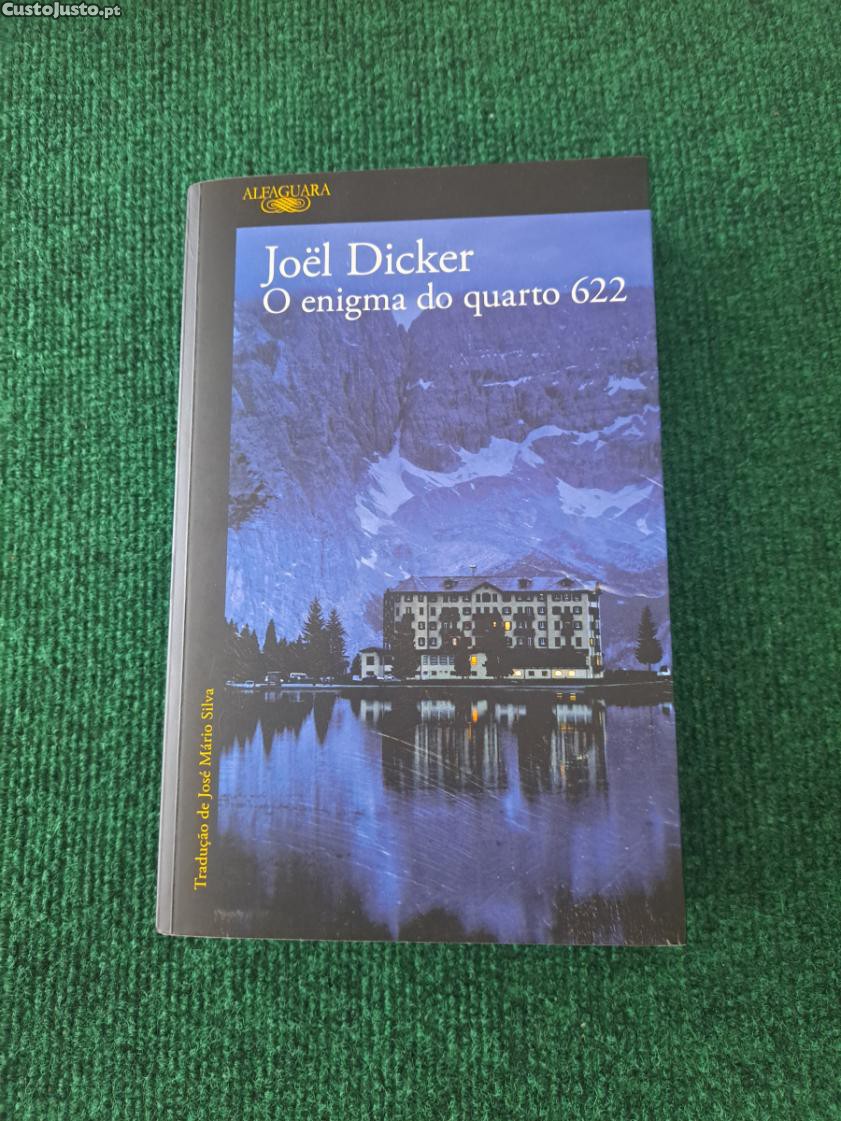 CustoJusto.pt
ALFAGUARA
Joël Dicker
O enigma do quarto 622
Tradução de José Mário Silva